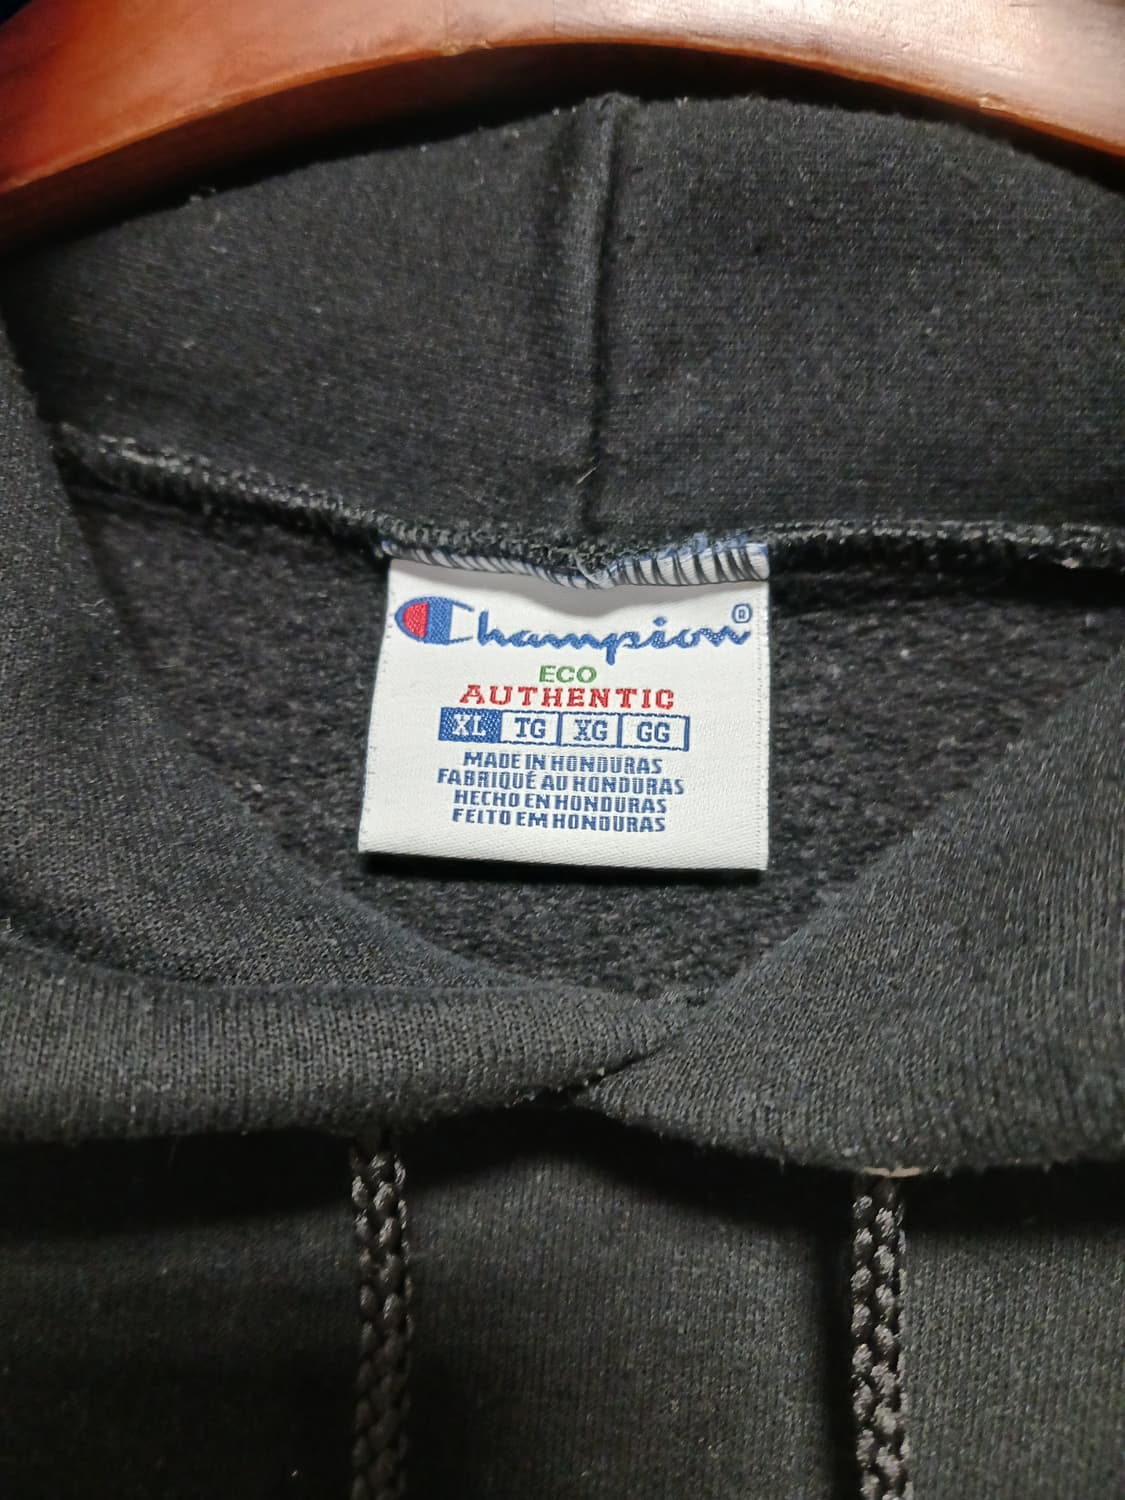 Champion®
ECO
AUTHENTIC
XL TG XG GG
MADE IN HONDURAS
FABRIQUÉ AU HONDURAS
HECHO EN HONDURAS
FEITO EM HONDURAS